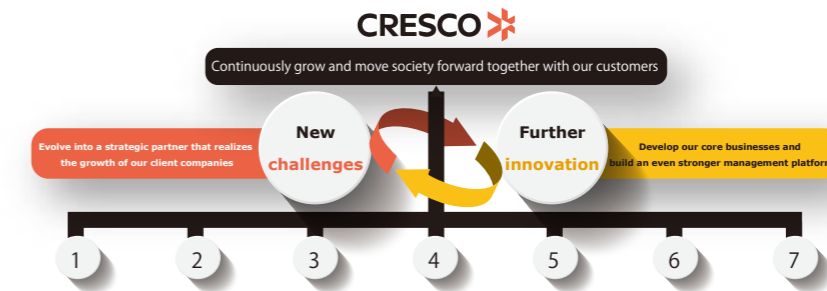 CRESCO
Continuously grow and move society forward together with our customers
Evolve into a strategic partner that realizes
the growth of our client companies
New
challenges
Further
innovation
Develop our core businesses and
build an even stronger management platform
1 2 3 4 5 6 7